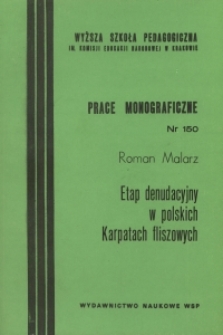 WYŻSZA SZKOŁA PEDAGOGICZNA
IM. KOMISJI EDUKACJI NARODOWEJ W KRAKOWIE
PRACE MONOGRAFICZNE
Nr 150
Roman Malarz
Etap denudacyjny
w polskich
Karpatach fliszowych
WYDAWNICTWO NAUKOWE WSP